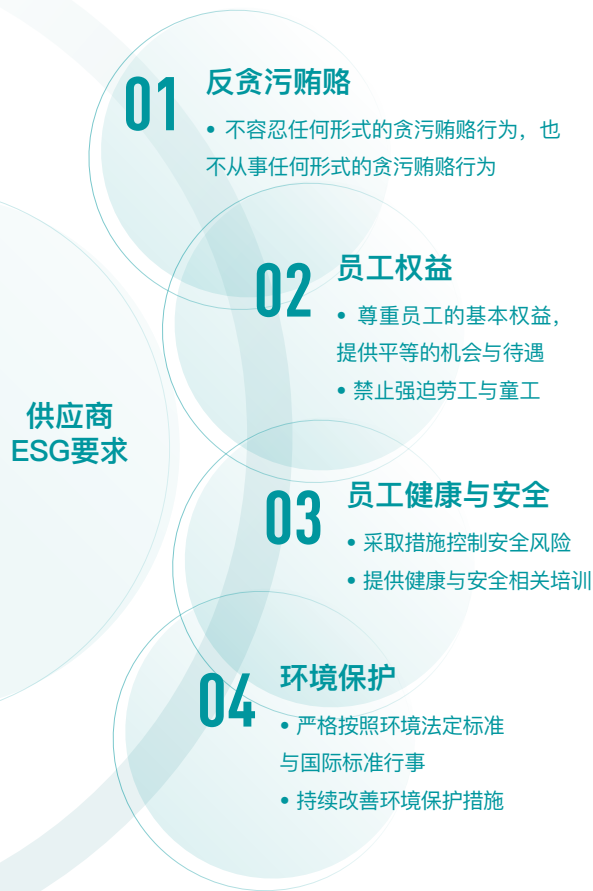 供应商
ESG要求
01
反贪污贿赂
• 不容忍任何形式的贪污贿赂行为，也
不从事任何形式的贪污贿赂行为
02
员工权益
• 尊重员工的基本权益，
提供平等的机会与待遇
• 禁止强迫劳工与童工
03
员工健康与安全
• 采取措施控制安全风险
• 提供健康与安全相关培训
04
环境保护
• 严格按照环境法定标准
与国际标准行事
• 持续改善环境保护措施